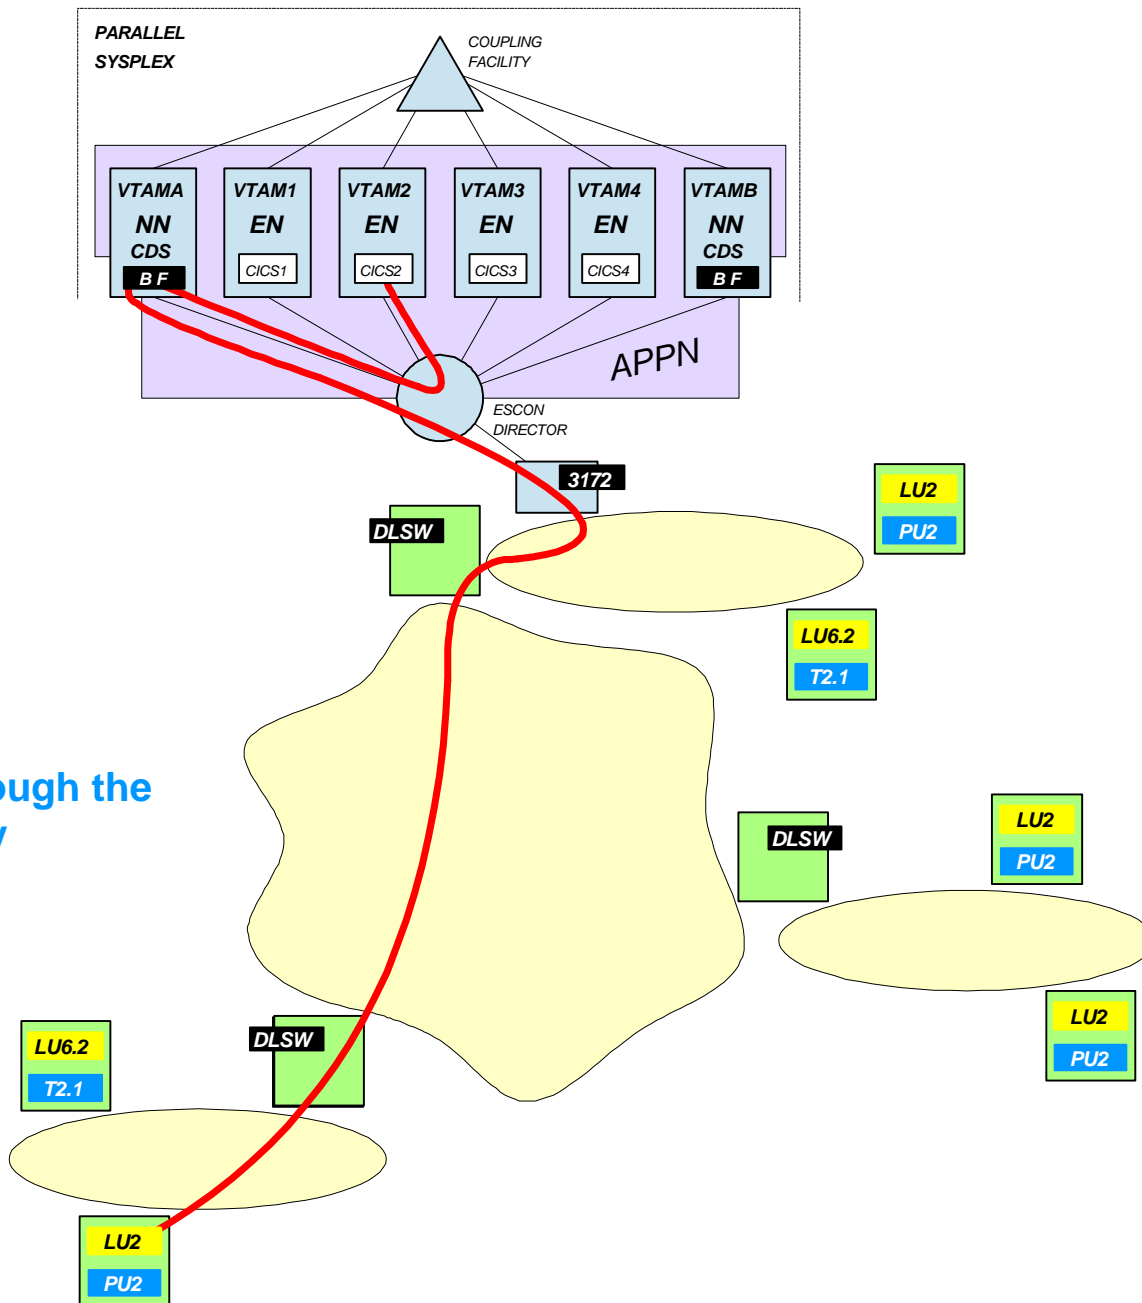 PARALLEL
SYSPLEX
COUPLING
FACILITY
VTAMA
NN
CDS
B F
VTAM1
EN
CICS1
VTAM2
EN
CICS2
VTAM3
EN
CICS3
VTAM4
EN
CICS4
VTAMB
NN
CDS
B F
APPN
ESCON
DIRECTOR
3172
DLSW
LU2
PU2
LU6.2
T2.1
ough the
DLSW
LU2
PU2
LU2
PU2
DLSW
LU6.2
T2.1
LU2
PU2